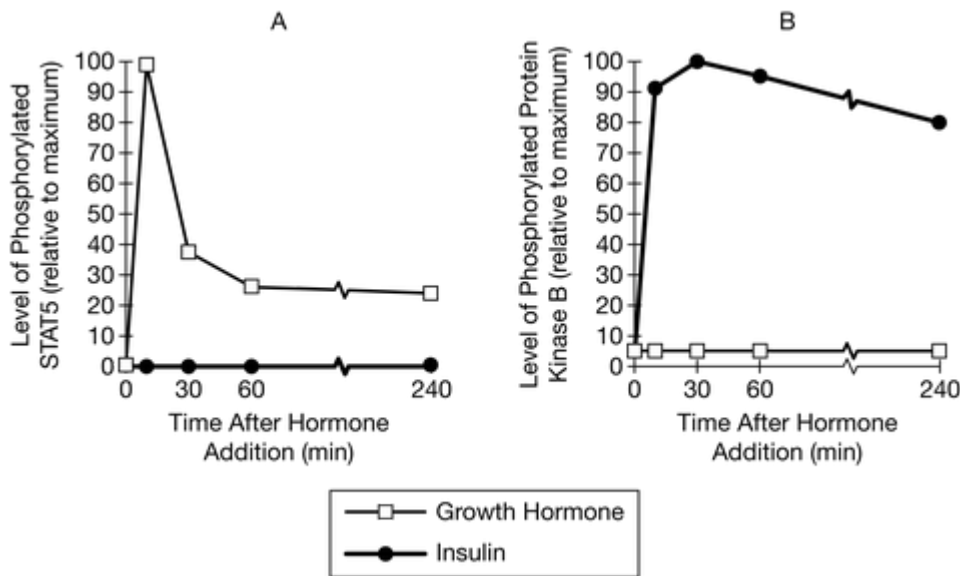 A
Level of Phosphorylated
STAT5 (relative to maximum)
100
90
80
70
60
50
40
30
20
10
0
0 30 60 240
Time After Hormone
Addition (min)
B
Level of Phosphorylated Protein
Kinase B (relative to maximum)
100
90
80
70
60
50
40
30
20
10
0
0 30 60 240
Time After Hormone
Addition (min)
Growth Hormone
Insulin